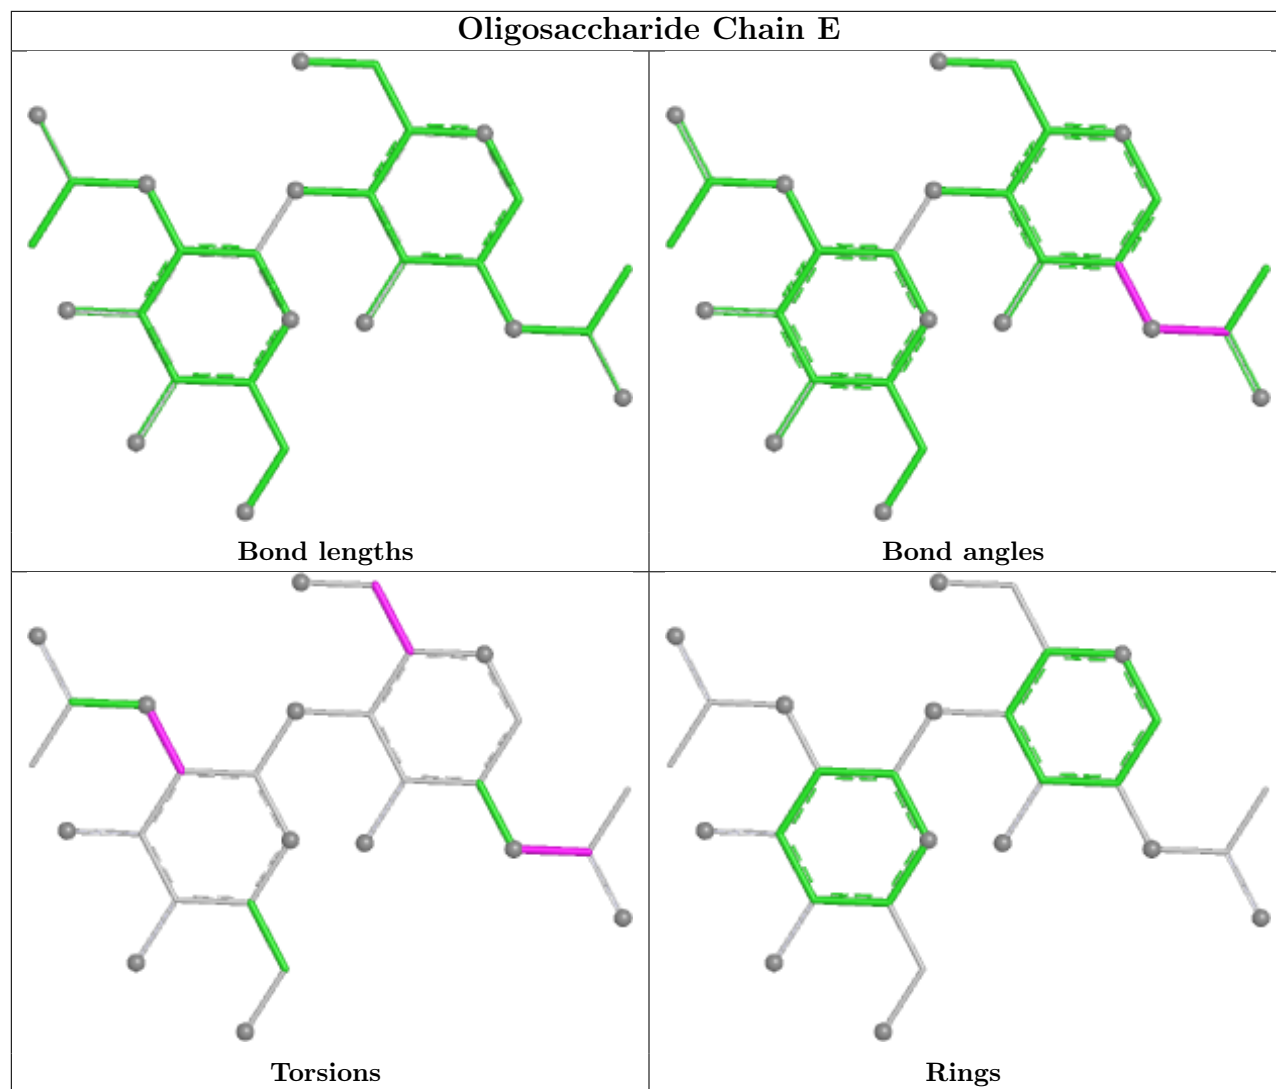 Oligosaccharide Chain E
Bond lengths
Bond angles
Torsions
Rings